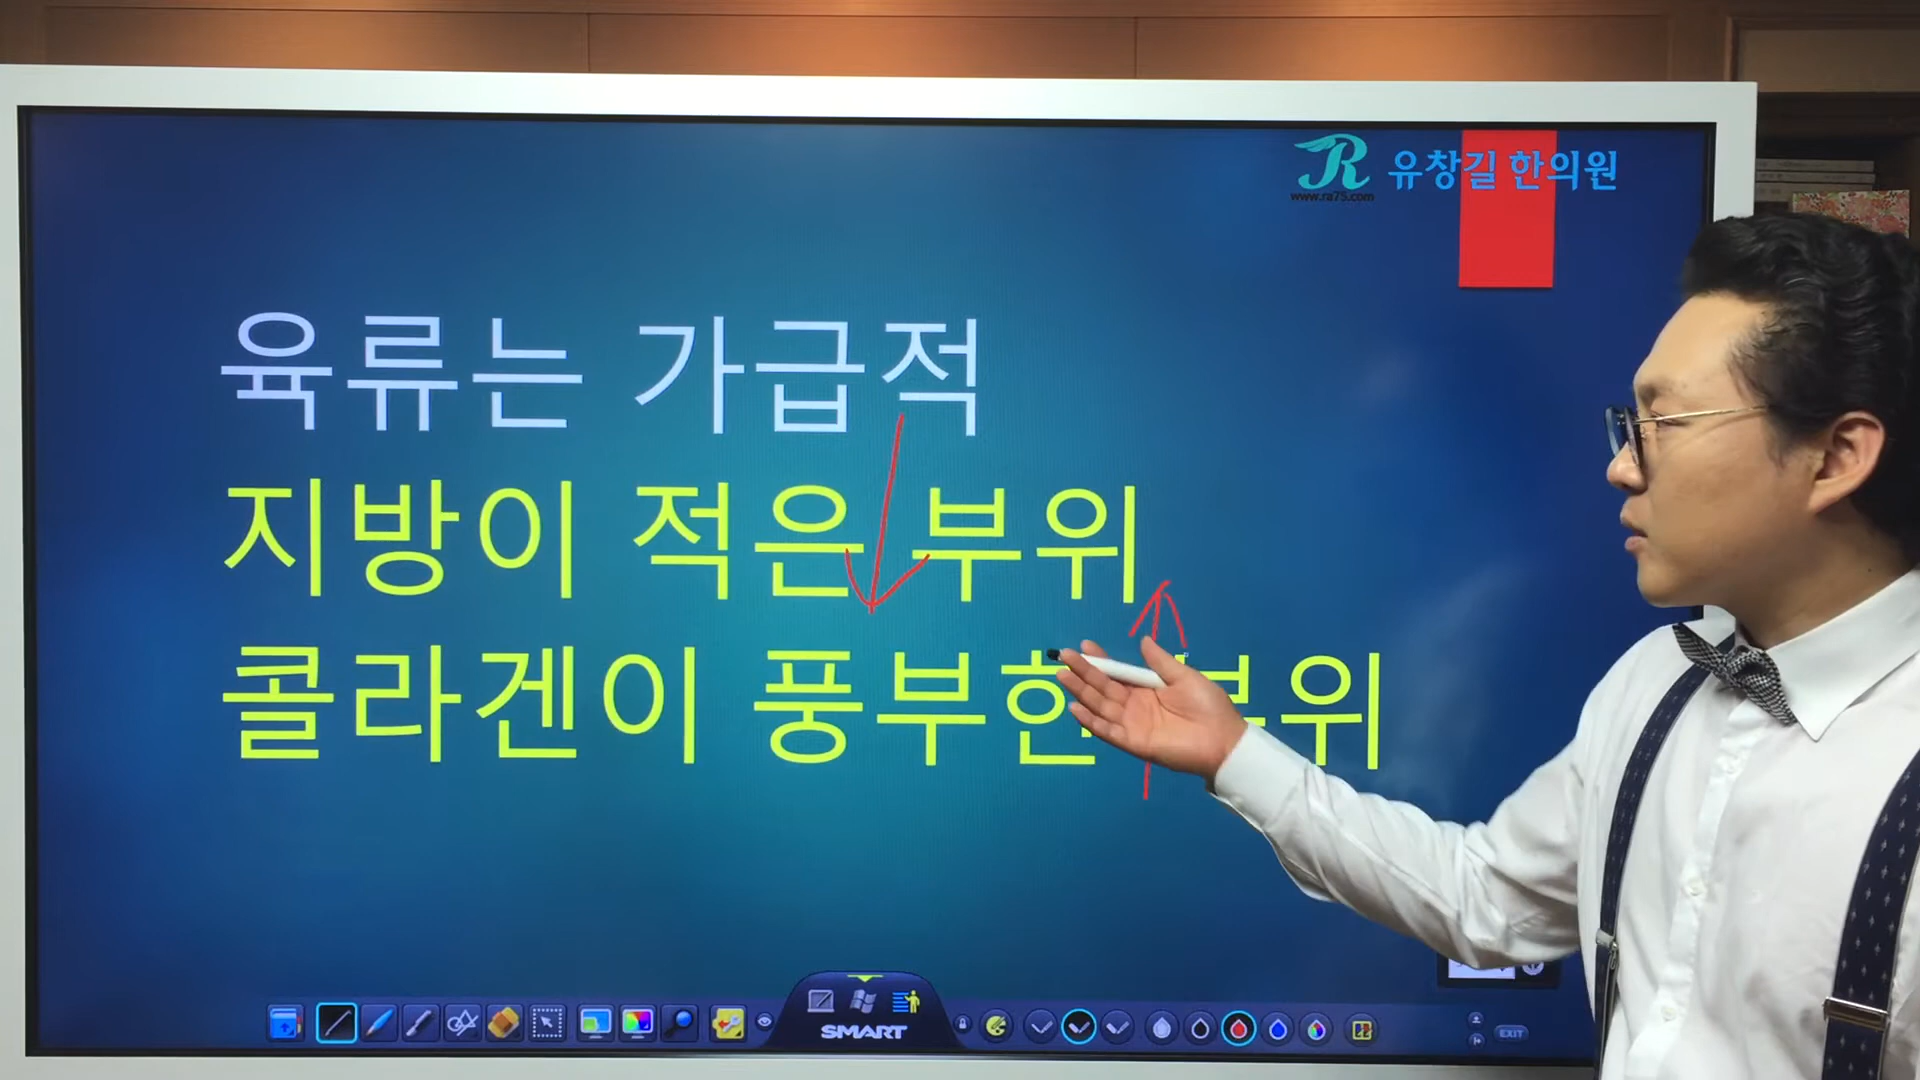 유창길 한의원
www.ra75.com
육류는 가급적
지방이 적은 부위
콜라겐이 풍부한 부위
SMART
EXIT